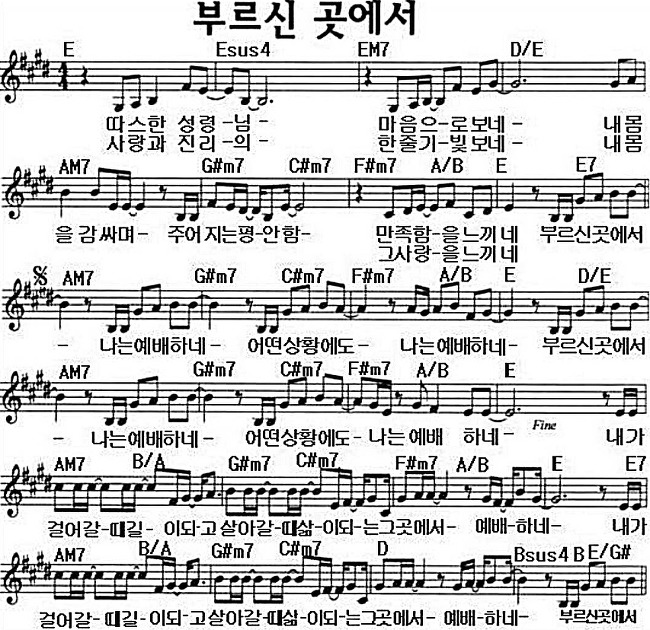 부르신 곳에서
E Esus4 EM7 D/E
따스한 성령-님- 마음으-로보네- 내몸
사랑과 진리-의- 한줄기-빛보네- 내몸
AM7 G#m7 C#m7 F#m7 A/B E E7
을 감싸며- 주어지는평-안함- 만족함-을느끼네 부르신곳에서
그사랑-을느끼네
AM7 G#m7 C#m7 F#m7 A/B E D/E
- 나는예배하네- 어떤상황에도- 나는예배하네- 부르신곳에서
AM7 G#m7 C#m7 F#m7 A/B E
- 나는예배하네- 어떤상황에도-나는예배 하네- 내가
Fine
AM7 B/A G#m7 C#m7 F#m7 A/B E E7
걸어갈-때길- 이되-고살아갈-때삶-이되-는그곳에서- 예배-하네- 내가
AM7 B/A G#m7 C#m7 D Bsus4 B E/G#
걸어갈-때길-이되-고살아갈-때삶-이되-는그곳에서- 예배-하네- 부르신곳에서